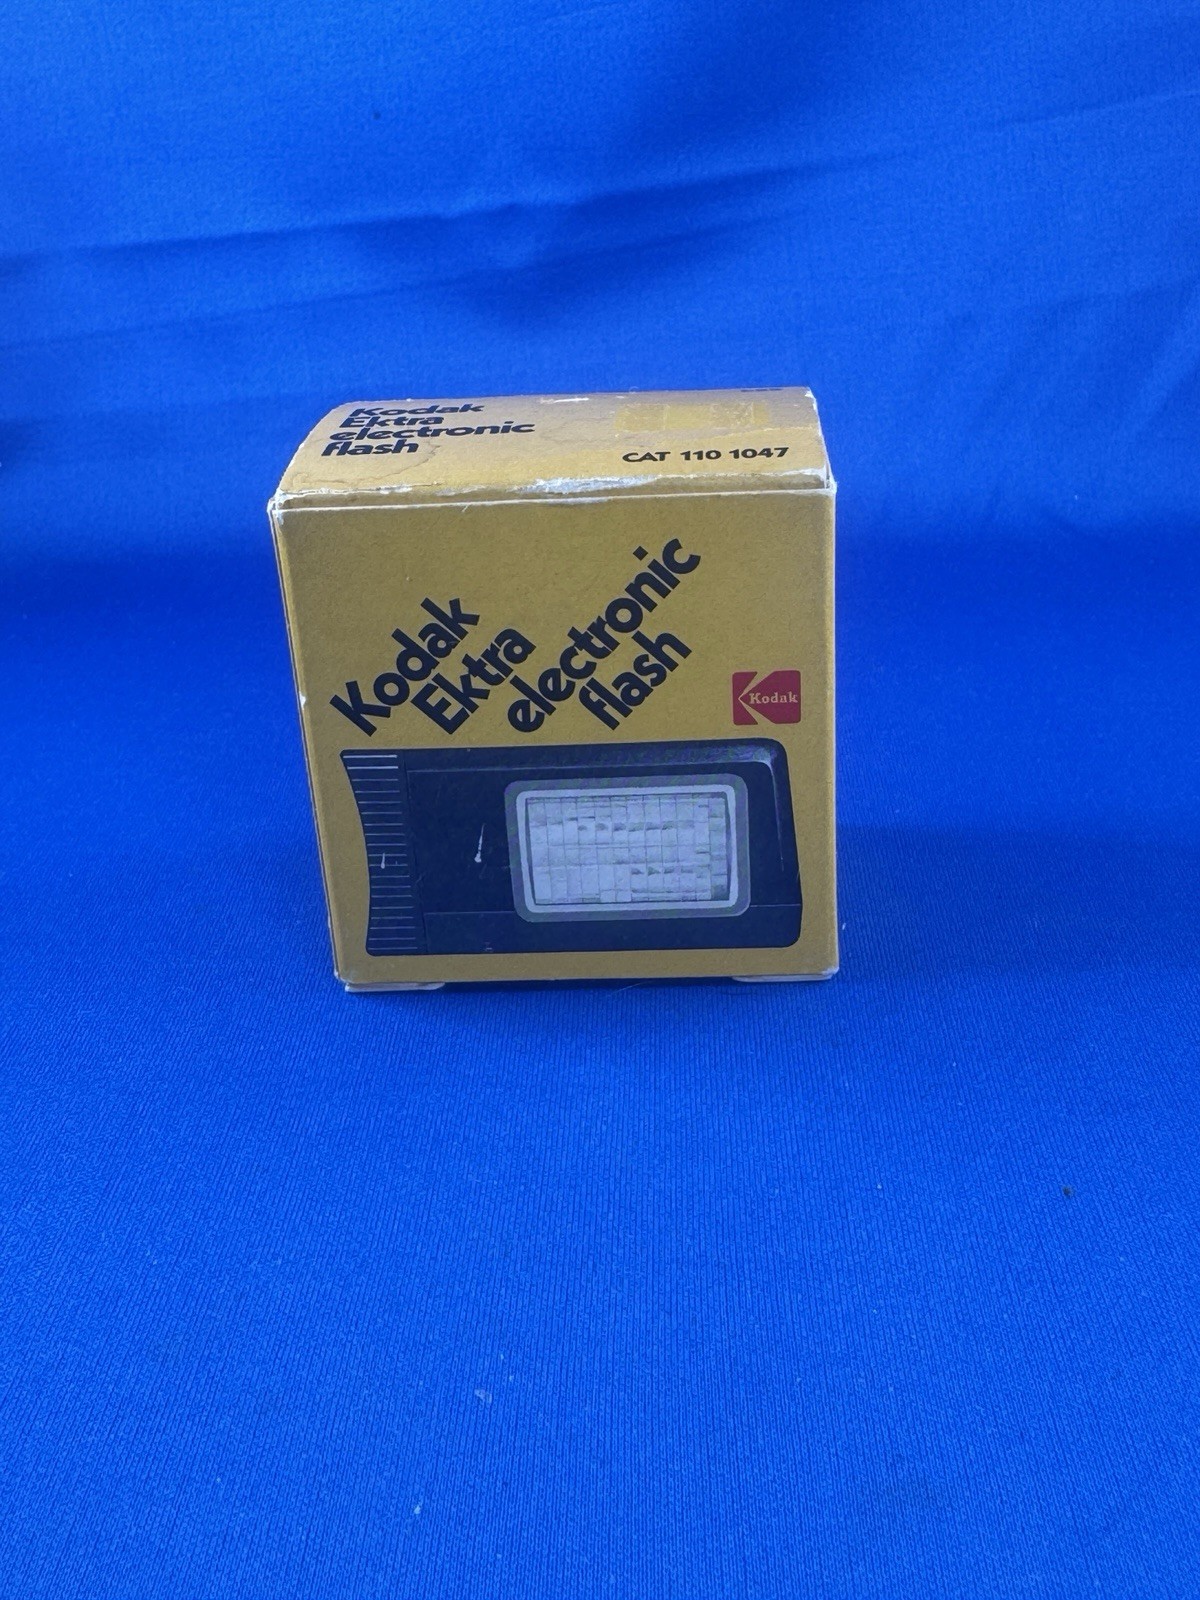 Kodak
Ektra
electronic
flash
CAT 110 1047
Kodak
Ektra
electronic
flash
Kodak